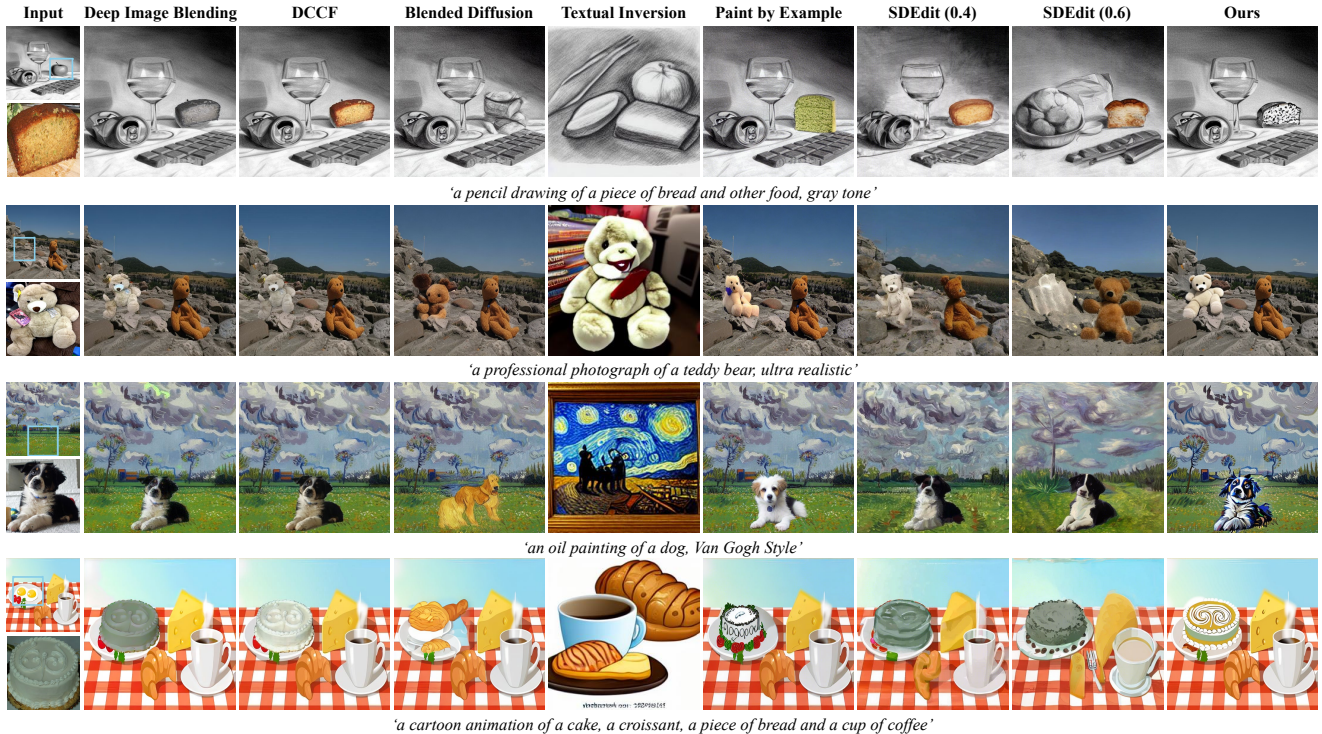 Input Deep Image Blending DCCF Blended Diffusion Textual Inversion Paint by Example SDEdit (0.4) SDEdit (0.6) Ours
‘a pencil drawing of a piece of bread and other food, gray tone’
‘a professional photograph of a teddy bear, ultra realistic’
‘an oil painting of a dog, Van Gogh Style’
‘a cartoon animation of a cake, a croissant, a piece of bread and a cup of coffee’